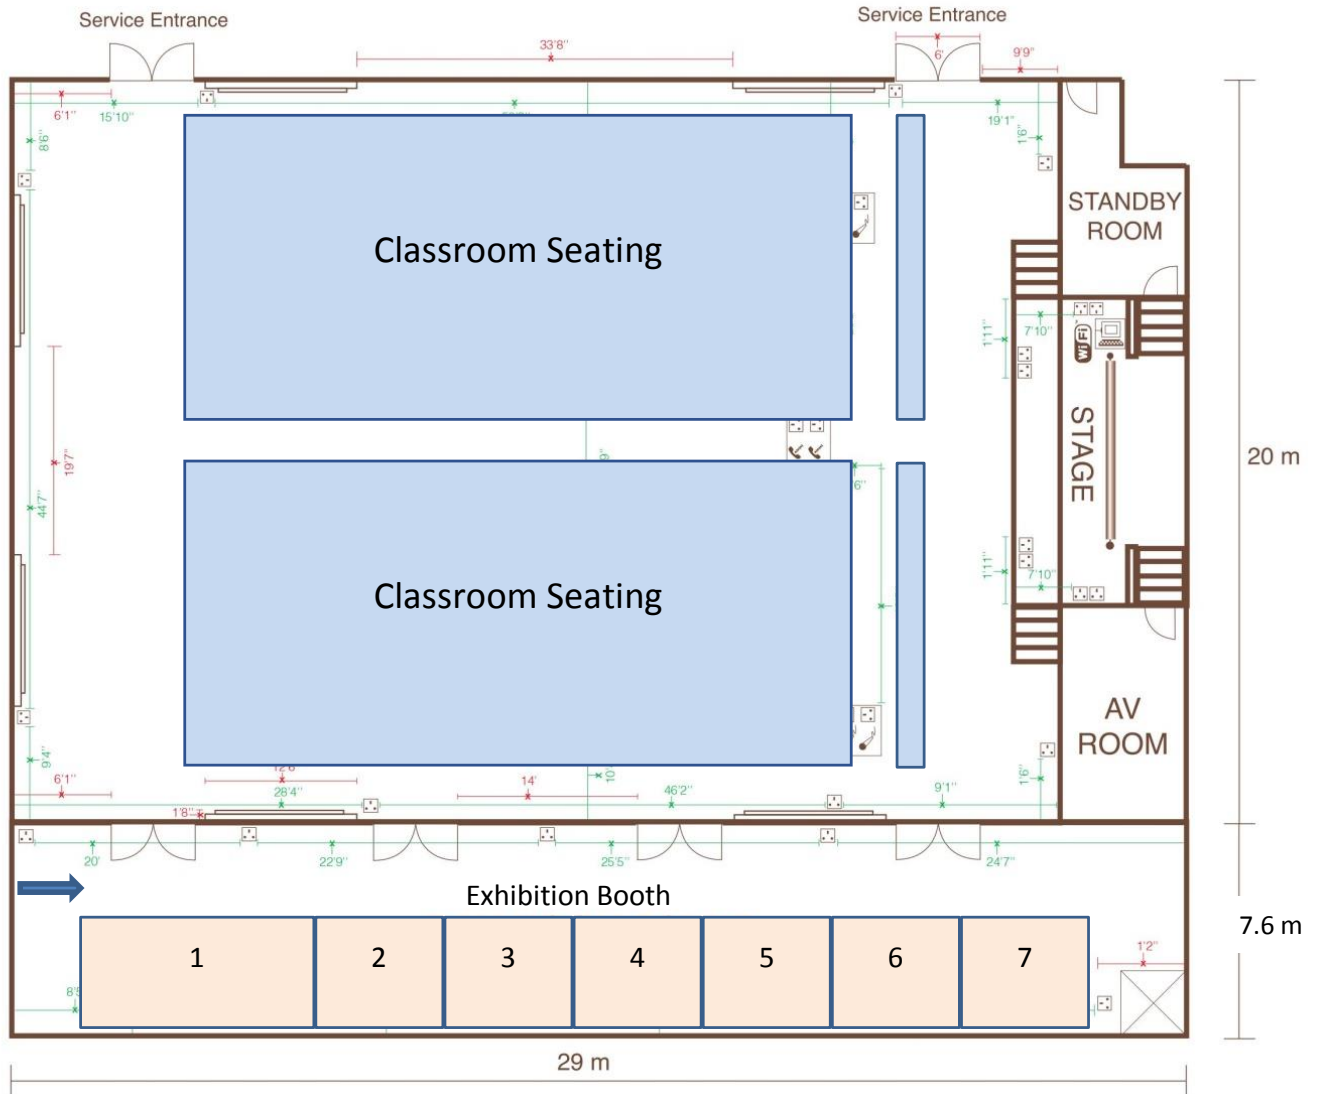 Service Entrance
Service Entrance
33'8"
6'
9'9"
6'1"
15'10"
19'1"
8'6"
1'6"
Classroom Seating
STANDBY
ROOM
7'10"
1'11"
WiFi
STAGE
19'7"
44'7"
20 m
9"
6"
Classroom Seating
1'11"
7'10"
AV
ROOM
9'4"
6'1"
28'4"
1'8"
14'
10'
46'2"
9'1"
1'6"
20'
22'9"
25'5"
24'7"
Exhibition Booth
7.6 m
1
2
3
4
5
6
7
1'2"
29 m